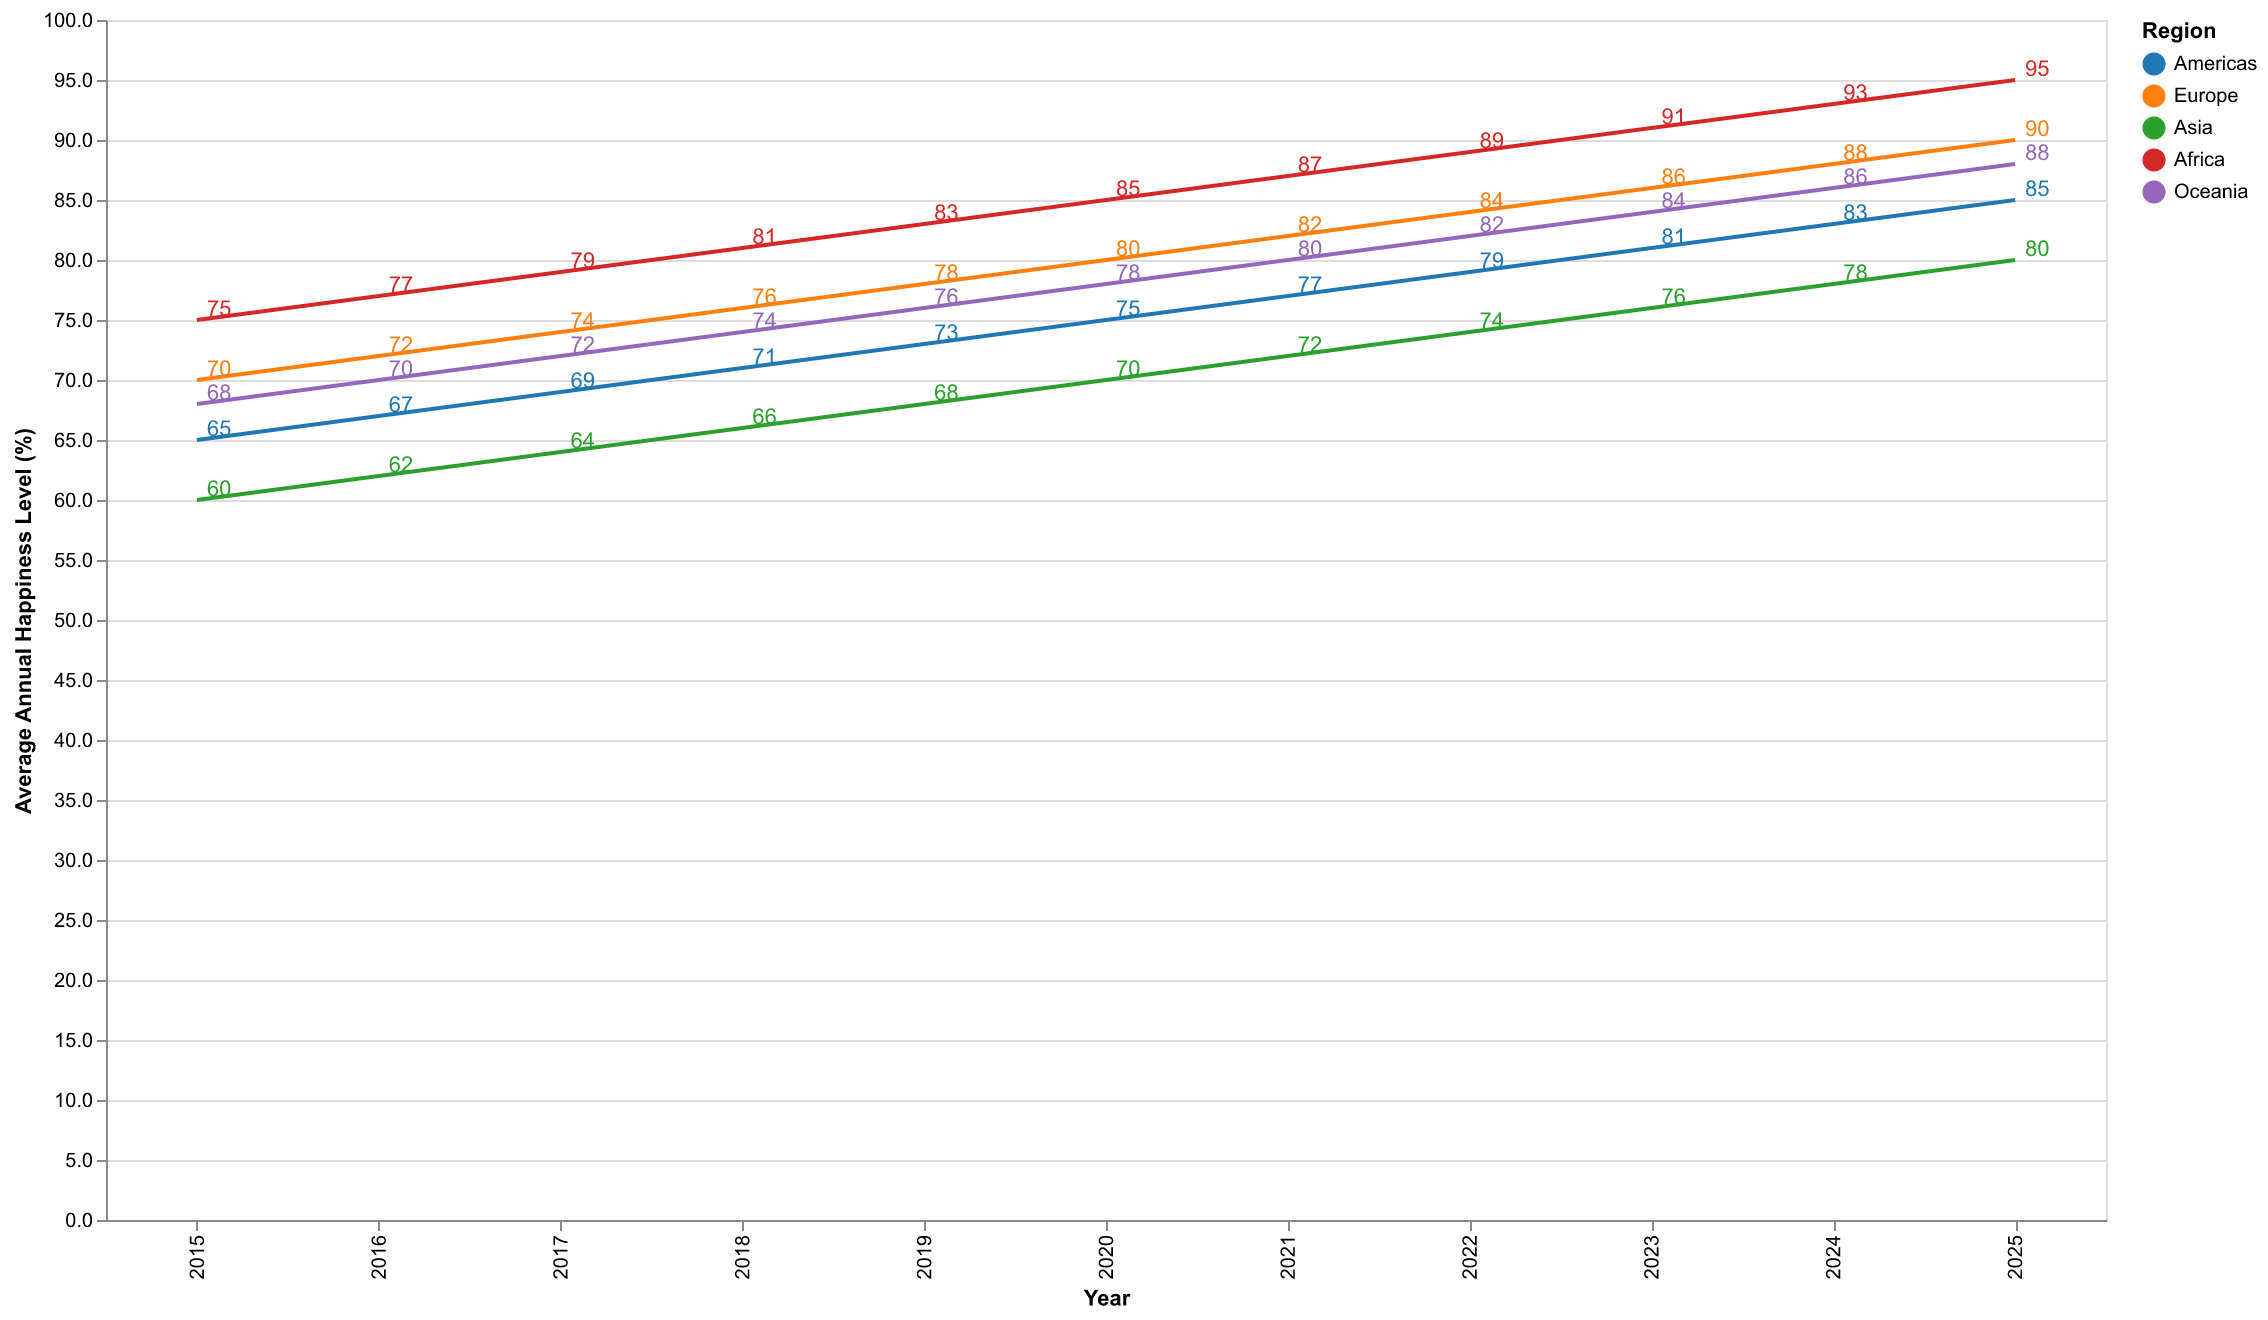 Region
Americas
Europe
Asia
Africa
Oceania
Average Annual Happiness Level (%)
100.0
95.0
90.0
85.0
80.0
75.0
70.0
65.0
60.0
55.0
50.0
45.0
40.0
35.0
30.0
25.0
20.0
15.0
10.0
5.0
0.0
75 77 79 81 83 85 87 89 91 93 95
70 72 74 76 78 80 82 84 86 88 90
68 70 72 74 76 78 80 82 84 86 88
65 67 69 71 73 75 77 79 81 83 85
60 62 64 66 68 70 72 74 76 78 80
2015 2016 2017 2018 2019 2020 2021 2022 2023 2024 2025
Year